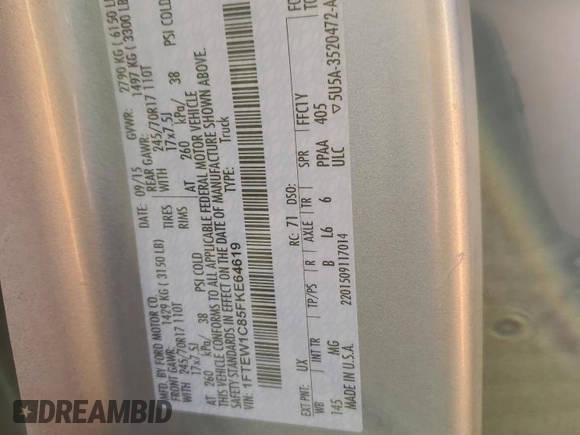 MFD. BY FORD MOTOR CO.
DATE: 09/15 GVWR: 2790 KG ( 6150 LB
FRONT GAWR: 1429 KG ( 3150 LB) REAR GAWR: 1497 KG ( 3300 LB
WITH 245/70R17 110T TIRES WITH 245/70R17 110T
17x7.5J RIMS 17x7.5J
AT 260 kPa/ 38 PSI COLD AT 260 kPa/ 38 PSI COLD
THIS VEHICLE CONFORMS TO ALL APPLICABLE FEDERAL MOTOR VEHICLE
SAFETY STANDARDS IN EFFECT ON THE DATE OF MANUFACTURE SHOWN ABOVE.
VIN: 1FTEW1C85FKE64619 TYPE: Truck
EXT PNT: UX RC: 71 DSO: FFC1Y
WB INT TR TP/PS R AXLE TR SPR
145 MG B L6 6 PPAA 405
ULC
MADE IN U.S.A. 2201509117014
▽5U5A-3520472-A
DREAMBID